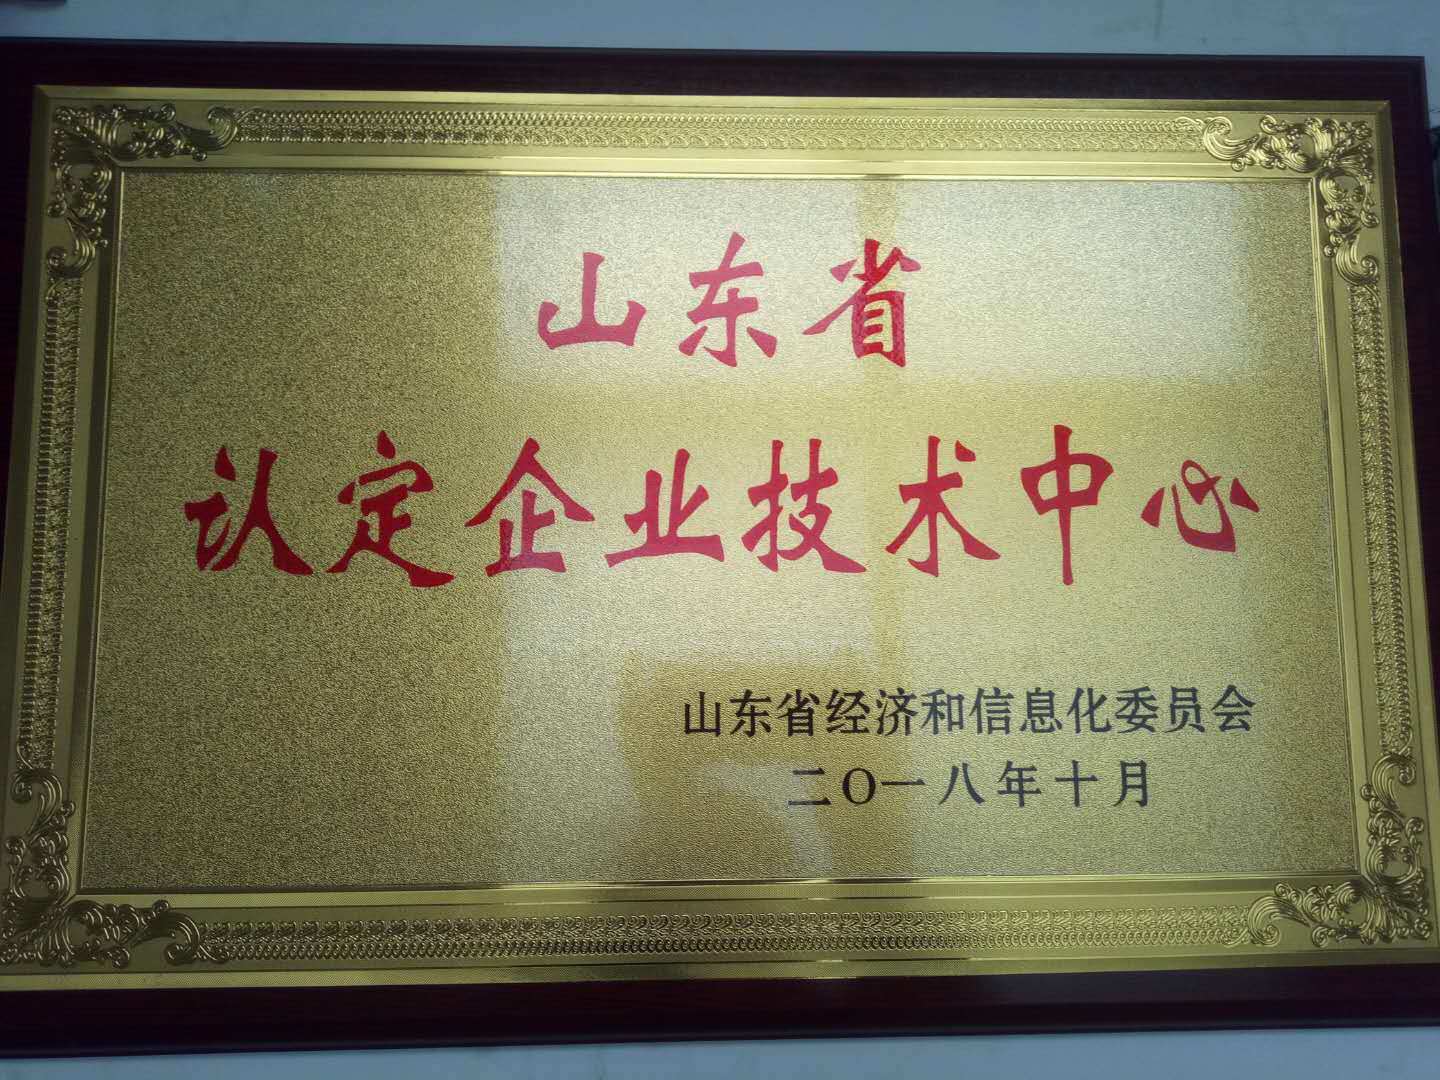 山东省
认定企业技术中心
山东省经济和信息化委员会
二〇一八年十月